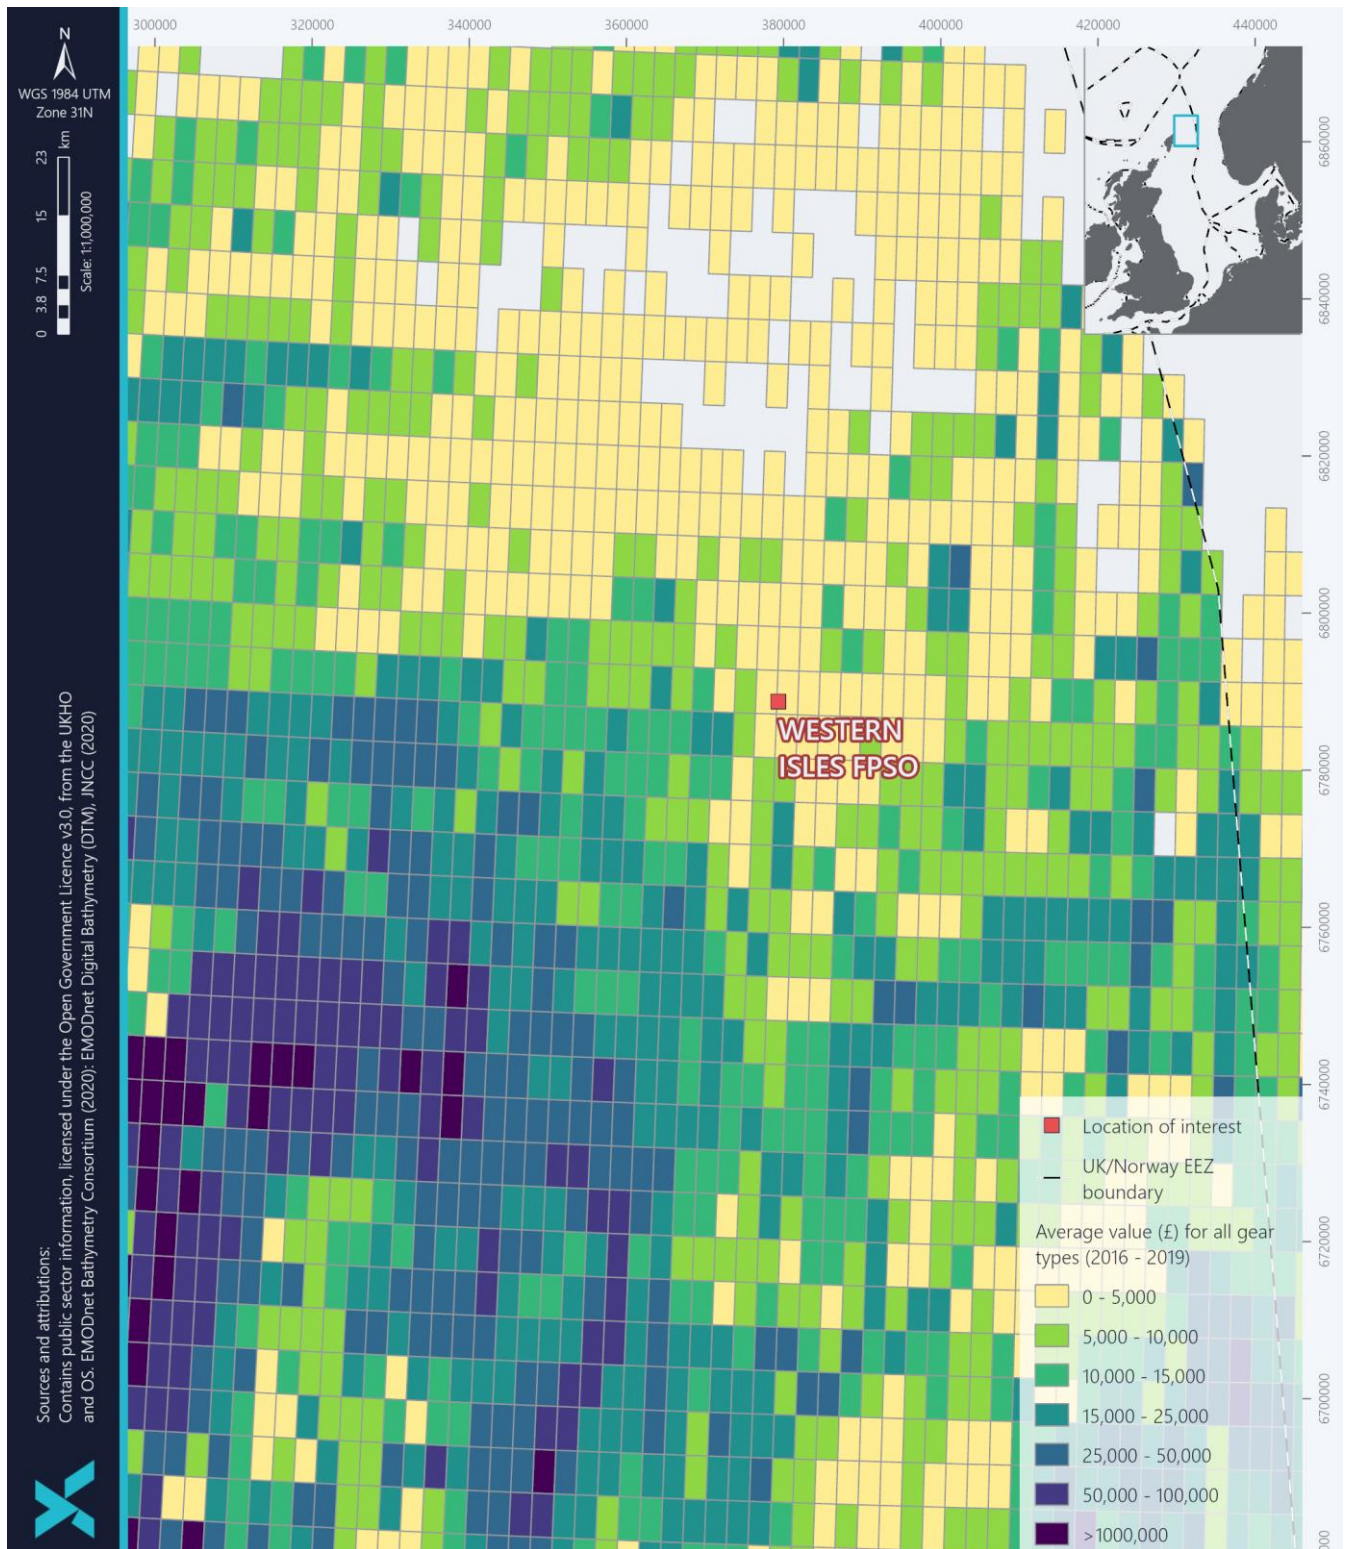 300000
320000
340000
360000
380000
400000
420000
440000
N
WGS 1984 UTM
Zone 31N
km
0 3.8 7.5 15 23
Scale: 1:1,000,000
Sources and attributions:
Contains public sector information, licensed under the Open Government Licence v3.0, from the UKHO
and OS. EMODnet Bathymetry Consortium (2020): EMODnet Digital Bathymetry (DTM), JNCC (2020)
6860000
6840000
6820000
6800000
6780000
6760000
6740000
6720000
6700000
WESTERN
ISLES FPSO
Location of interest
UK/Norway EEZ
boundary
Average value (£) for all gear
types (2016 - 2019)
0 - 5,000
5,000 - 10,000
10,000 - 15,000
15,000 - 25,000
25,000 - 50,000
50,000 - 100,000
>1000,000